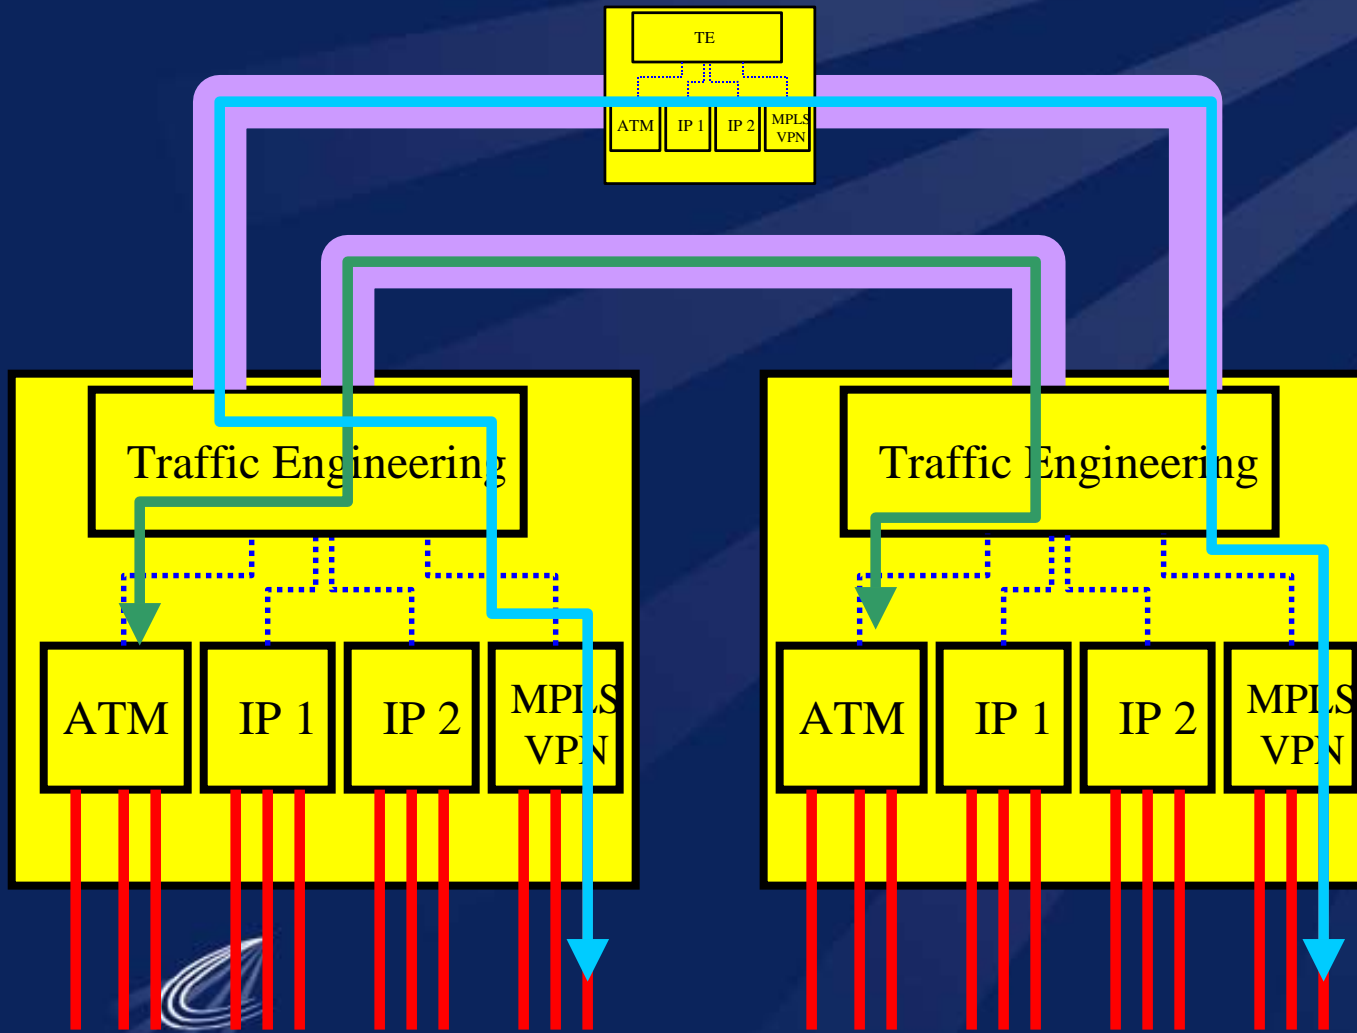 TE
ATM IP 1 IP 2 MPLS
VPN
Traffic Engineering
ATM IP 1 IP 2 MPLS
VPN
Traffic Engineering
ATM IP 1 IP 2 MPLS
VPN